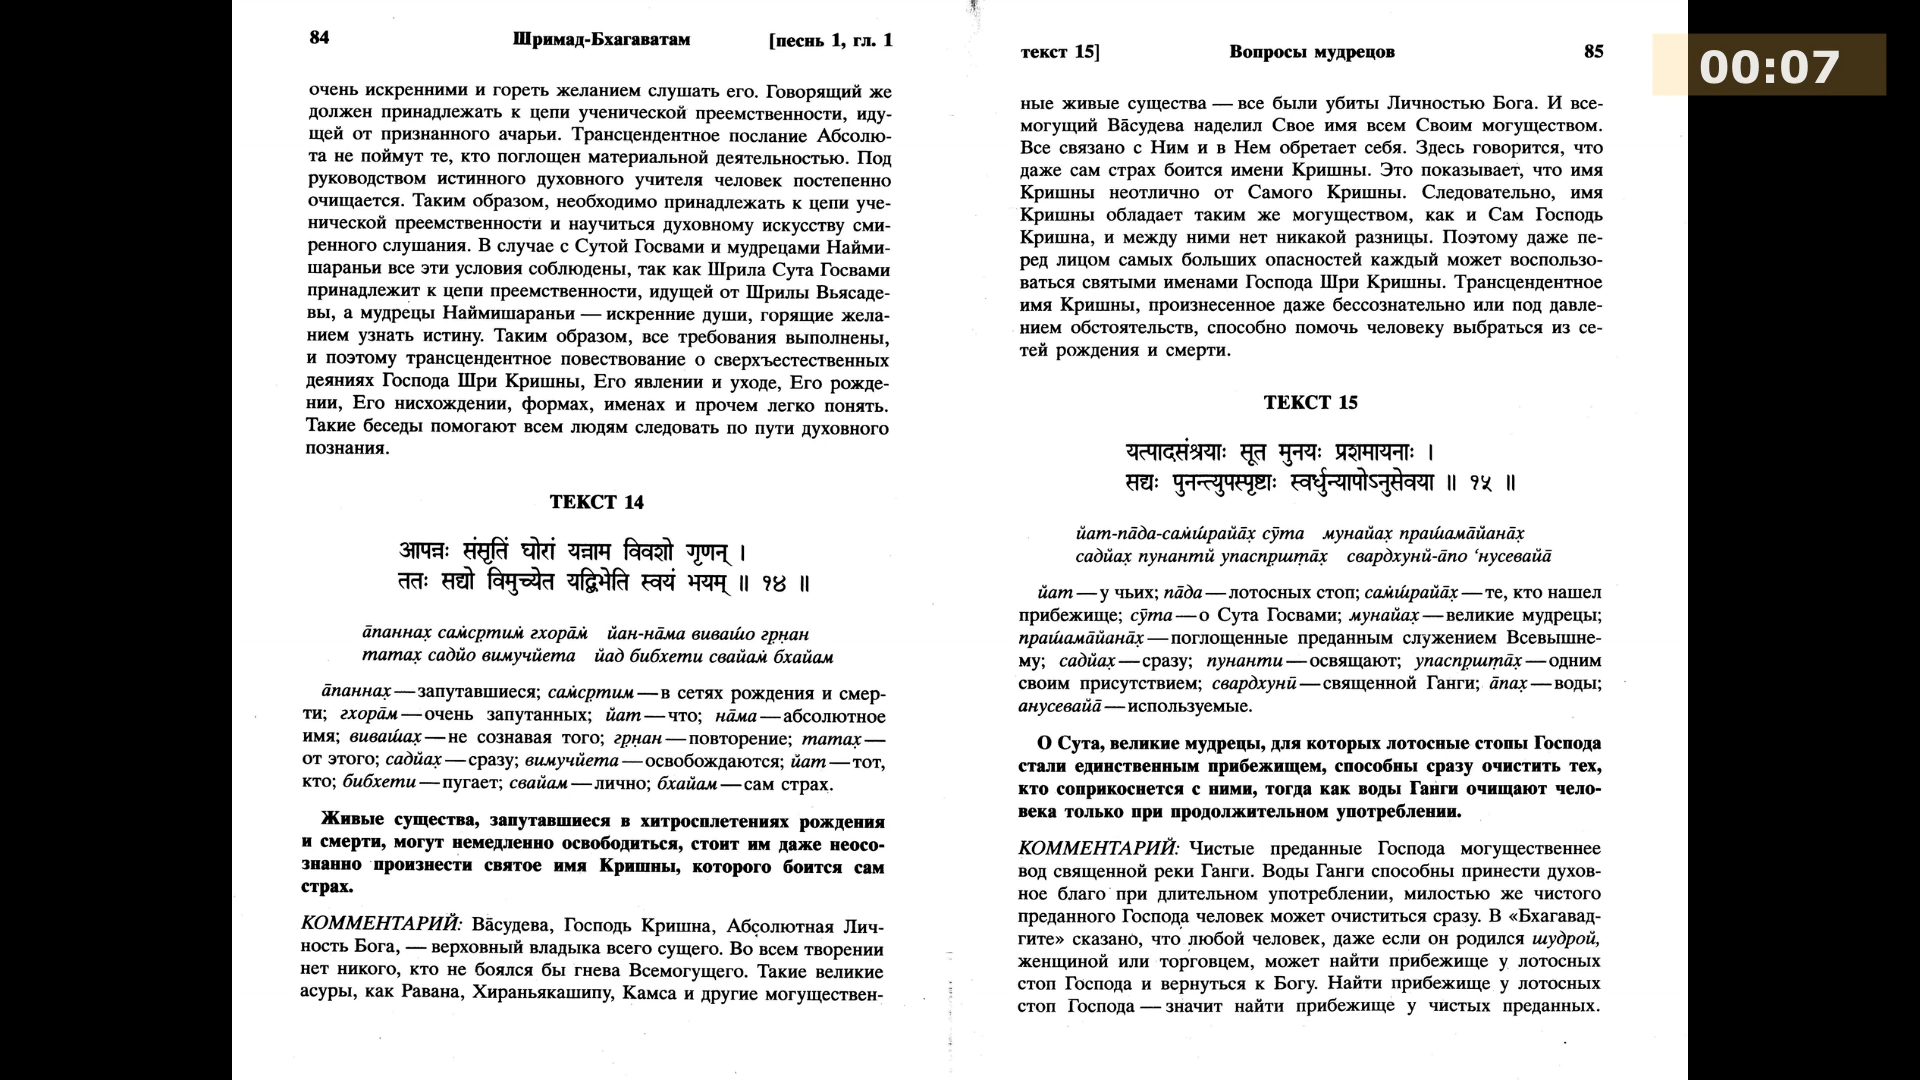 84 Шримад-Бхагаватам [песнь 1, гл. 1
очень искренними и гореть желанием слушать его. Говорящий же
должен принадлежать к цепи ученической преемственности, иду-
щей от признанного ачарьи. Трансцендентное послание Абсолю-
та не поймут те, кто поглощен материальной деятельностью. Под
руководством истинного духовного учителя человек постепенно
очищается. Таким образом, необходимо принадлежать к цепи уче-
нической преемственности и научиться духовному искусству сми-
ренного слушания. В случае с Сутой Госвами и мудрецами Найми-
шараньи все эти условия соблюдены, так как Шрила Сута Госвами
принадлежит к цепи преемственности, идущей от Шрилы Вьясаде-
вы, а мудрецы Наймишараньи — искренние души, горящие жела-
нием узнать истину. Таким образом, все требования выполнены,
и поэтому трансцендентное повествование о сверхъестественных
деяниях Господа Шри Кришны, Его явлении и уходе, Его рожде-
нии, Его нисхождении, формах, именах и прочем легко понять.
Такие беседы помогают всем людям следовать по пути духовного
познания.
ТЕКСТ 14
आपन्नः संसृतिं घोरां यन्नाम विवशो गृणन् ।
ततः सद्यो विमुच्येत यद्बिभेति स्वयं भयम् ॥ १४ ॥
а̄паннах̣ сам̇ср̣тим̇ гхора̄м̇ йан-на̄ма виваш́о гр̣н̣ан
татах̣ садйо вимучйета йад бибхети свайам̇ бхайам
а̄паннах̣ — запутавшиеся; сам̇ср̣тим — в сетях рождения и смер-
ти; гхора̄м — очень запутанных; йат — что; на̄ма — абсолютное
имя; виваш́ах̣ — не сознавая того; гр̣н̣ан — повторение; татах̣ —
от этого; садйах̣ — сразу; вимучйета — освобождаются; йат — тот,
кто; бибхети — пугает; свайам — лично; бхайам — сам страх.
Живые существа, запутавшиеся в хитросплетениях рождения
и смерти, могут немедленно освободиться, стоит им даже неосо-
знанно произнести святое имя Кришны, которого боится сам
страх.
КОММЕНТАРИЙ: Ва̄судева, Господь Кришна, Абсолютная Лич-
ность Бога, — верховный владыка всего сущего. Во всем творении
нет никого, кто не боялся бы гнева Всемогущего. Такие великие
асуры, как Равана, Хираньякашипу, Камса и другие могуществен-
текст 15] Вопросы мудрецов 85
ные живые существа — все были убиты Личностью Бога. И все-
могущий Ва̄судева наделил Свое имя всем Своим могуществом.
Все связано с Ним и в Нем обретает себя. Здесь говорится, что
даже сам страх боится имени Кришны. Это показывает, что имя
Кришны неотлично от Самого Кришны. Следовательно, имя
Кришны обладает таким же могуществом, как и Сам Господь
Кришна, и между ними нет никакой разницы. Поэтому даже пе-
ред лицом самых больших опасностей каждый может воспользо-
ваться святыми именами Господа Шри Кришны. Трансцендентное
имя Кришны, произнесенное даже бессознательно или под давле-
нием обстоятельств, способно помочь человеку выбраться из се-
тей рождения и смерти.
ТЕКСТ 15
यत्पादसंश्रयाः सूत मुनयः प्रशमायनाः ।
सद्यः पुनन्त्युपस्पृष्टाः स्वर्धुन्यापोऽनुसेवया ॥ १५ ॥
йат-па̄да-сам̇ш́райа̄х̣ сӯта мунайах̣ праш́ама̄йана̄х̣
садйах̣ пунантй упаспр̣шт̣а̄х̣ свардхунӣ-а̄по ‘нусевайа̄
йат — у чьих; па̄да — лотосных стоп; сам̇ш́райа̄х̣ — те, кто нашел
прибежище; сӯта — о Сута Госвами; мунайах̣ — великие мудрецы;
праш́ама̄йана̄х̣ — поглощенные преданным служением Всевышне-
му; садйах̣ — сразу; пунанти — освящают; упаспр̣шт̣а̄х̣ — одним
своим присутствием; свардхунӣ — священной Ганги; а̄пах̣ — воды;
анусевайа̄ — используемые.
О Сута, великие мудрецы, для которых лотосные стопы Господа
стали единственным прибежищем, способны сразу очистить тех,
кто соприкоснется с ними, тогда как воды Ганги очищают чело-
века только при продолжительном употреблении.
КОММЕНТАРИЙ: Чистые преданные Господа могущественнее
вод священной реки Ганги. Воды Ганги способны принести духов-
ное благо при длительном употреблении, милостью же чистого
преданного Господа человек может очиститься сразу. В «Бхагавад-
гите» сказано, что любой человек, даже если он родился шудрой,
женщиной или торговцем, может найти прибежище у лотосных
стоп Господа и вернуться к Богу. Найти прибежище у лотосных
стоп Господа — значит найти прибежище у чистых преданных.
00:07